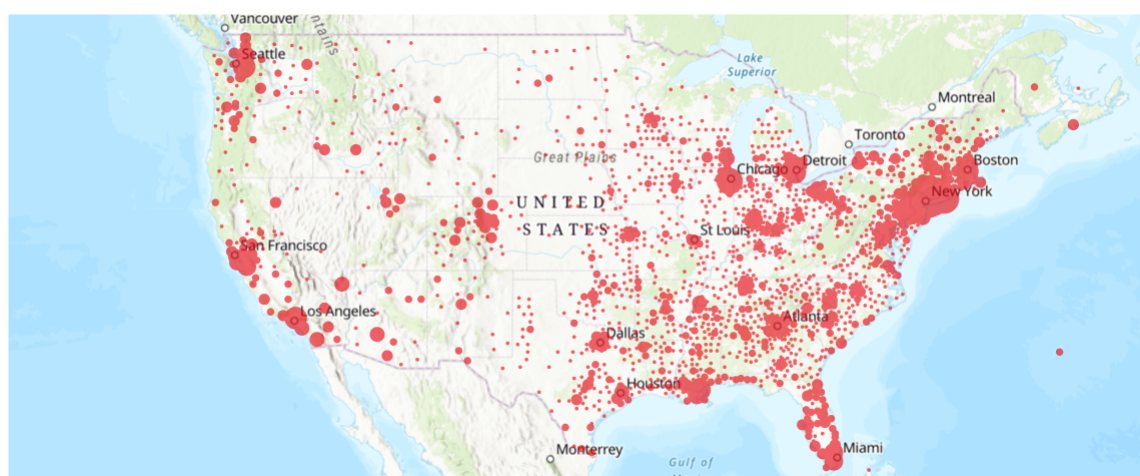 Vancouver
Seattle
ntains
Lake
Superior
Montreal
Toronto
Great Plains
Chicago
Detroit
Boston
New York
UNITED
STATES
St Louis
San Francisco
Los Angeles
Atlanta
Dallas
Houston
Miami
Monterrey
Gulf of